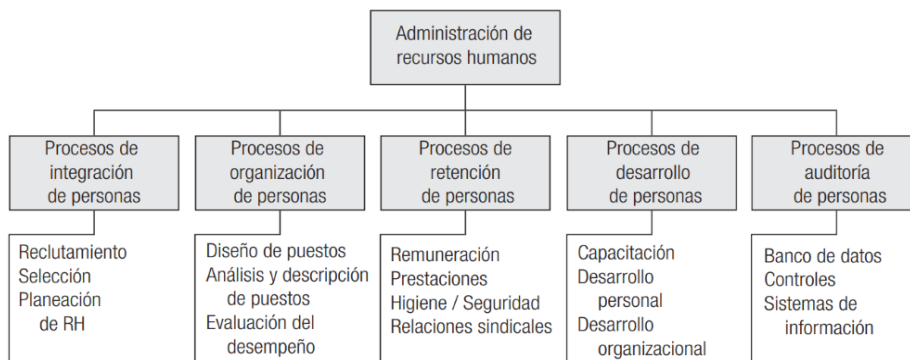 Administración de
recursos humanos
Procesos de
integración
de personas
Procesos de
organización
de personas
Procesos de
retención
de personas
Procesos de
desarrollo
de personas
Procesos de
auditoría
de personas
Reclutamiento
Selección
Planeación
de RH
Diseño de puestos
Análisis y descripción
de puestos
Evaluación del
desempeño
Remuneración
Prestaciones
Higiene / Seguridad
Relaciones sindicales
Capacitación
Desarrollo
personal
Desarrollo
organizacional
Banco de datos
Controles
Sistemas de
información